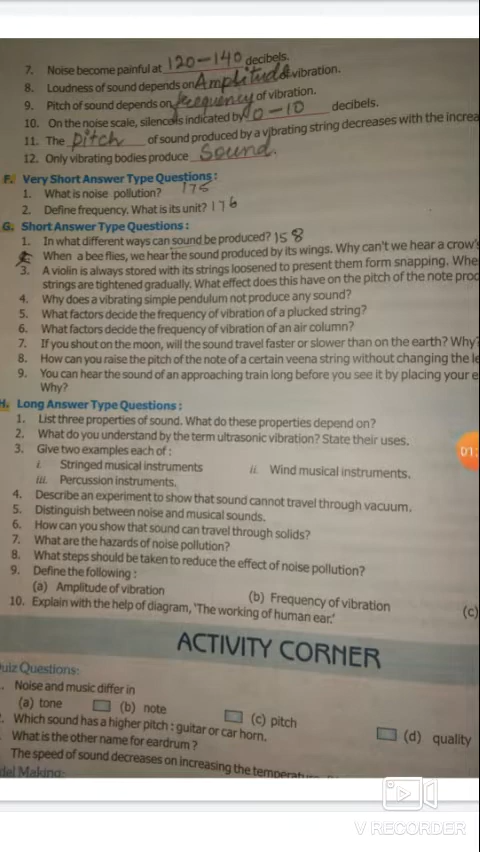 7. Noise become painful at 120-140 decibels.
8. Loudness of sound depends on Amplitude of vibration.
9. Pitch of sound depends on frequency of vibration.
10. On the noise scale, silence is indicated by 0-10 decibels.
11. The pitch of sound produced by a vibrating string decreases with the increa
12. Only vibrating bodies produce Sound.
F. Very Short Answer Type Questions:
1. What is noise pollution? 175
2. Define frequency. What is its unit? 176
G. Short Answer Type Questions:
1. In what different ways can sound be produced? 158
When a bee flies, we hear the sound produced by its wings. Why can't we hear a crow's
3. A violin is always stored with its strings loosened to present them form snapping. Whe
strings are tightened gradually. What effect does this have on the pitch of the note proc
4. Why does a vibrating simple pendulum not produce any sound?
5. What factors decide the frequency of vibration of a plucked string?
6. What factors decide the frequency of vibration of an air column?
7. If you shout on the moon, will the sound travel faster or slower than on the earth? Why?
8. How can you raise the pitch of the note of a certain veena string without changing the le
9. You can hear the sound of an approaching train long before you see it by placing your e
Why?
H. Long Answer Type Questions:
1. List three properties of sound. What do these properties depend on?
2. What do you understand by the term ultrasonic vibration? State their uses.
3. Give two examples each of:
i. Stringed musical instruments ii. Wind musical instruments.
iii. Percussion instruments.
4. Describe an experiment to show that sound cannot travel through vacuum.
5. Distinguish between noise and musical sounds.
6. How can you show that sound can travel through solids?
7. What are the hazards of noise pollution?
8. What steps should be taken to reduce the effect of noise pollution?
9. Define the following:
(a) Amplitude of vibration (b) Frequency of vibration (c)
10. Explain with the help of diagram, 'The working of human ear.'
ACTIVITY CORNER
uiz Questions:
Noise and music differ in
(a) tone (b) note (c) pitch (d) quality
Which sound has a higher pitch: guitar or car horn.
What is the other name for eardrum?
The speed of sound decreases on increasing the temperatu
del Making:
01:
V RECORDER